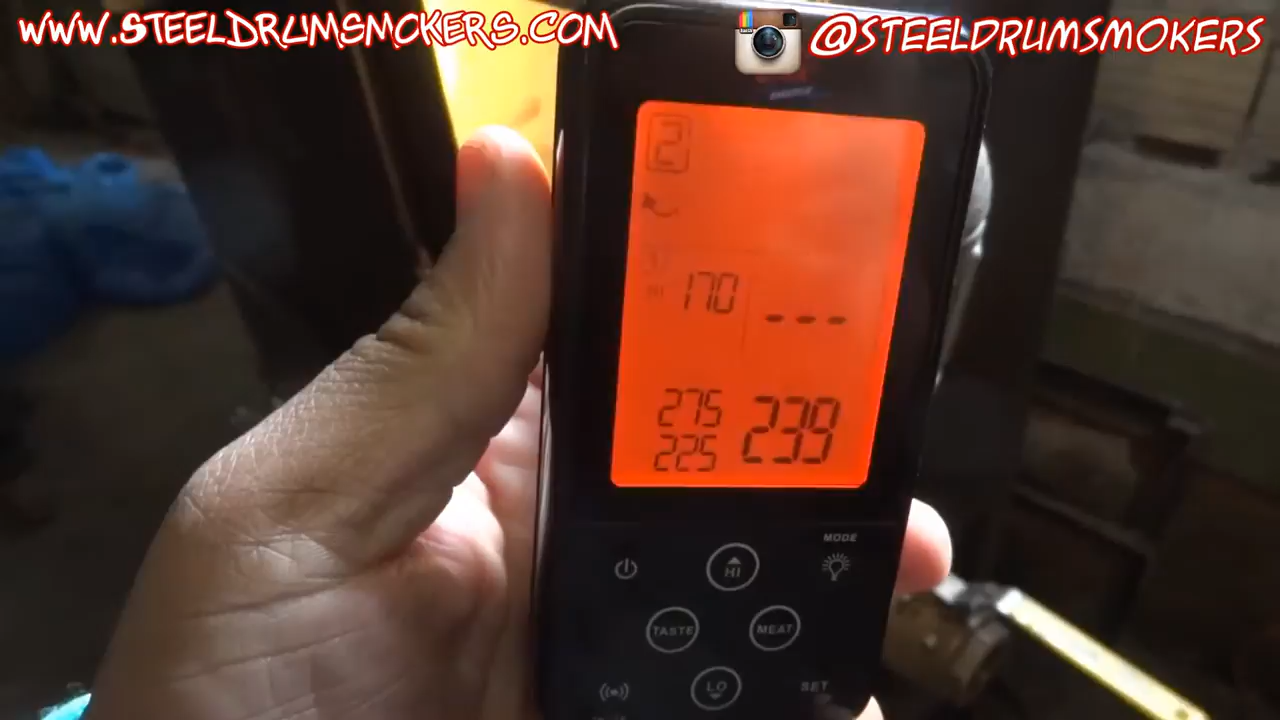 WWW.STEELDRUMSMOKERS.COM
@STEELDRUMSMOKERS
2
170 ---
275
225 239
MODE
HI
TASTE MEAT
LO SET